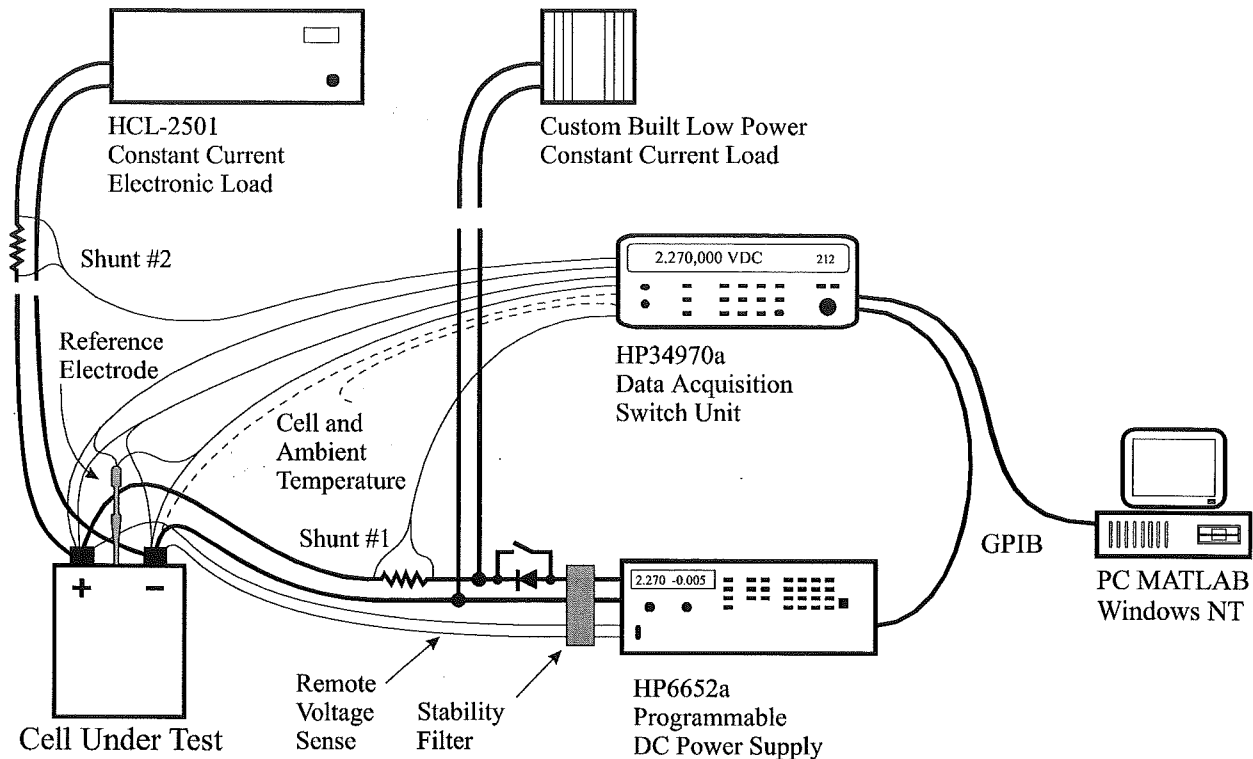 HCL-2501
Constant Current
Electronic Load
Custom Built Low Power
Constant Current Load
Shunt #2
2.270,000 VDC 212
Reference
Electrode
HP34970a
Data Acquisition
Switch Unit
Cell and
Ambient
Temperature
Shunt #1
GPIB
2.270 -0.005
PC MATLAB
Windows NT
+ −
Remote
Voltage
Sense
Stability
Filter
HP6652a
Programmable
DC Power Supply
Cell Under Test